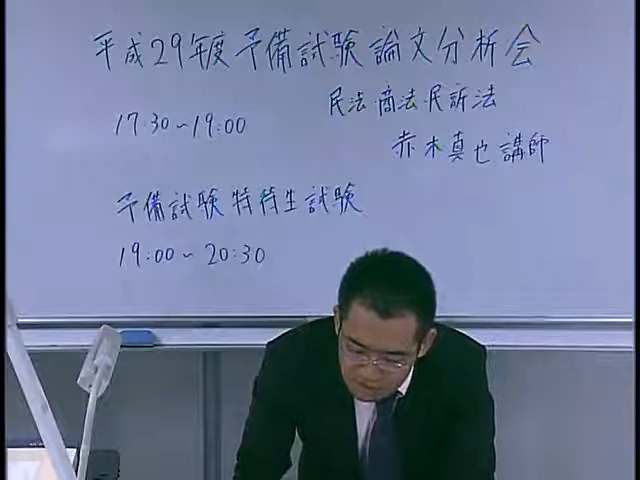 平成29年度予備試験論文分析会
民法・商法・民訴法
17:30～19:00
赤木真也講師
予備試験特待生試験
19:00～20:30